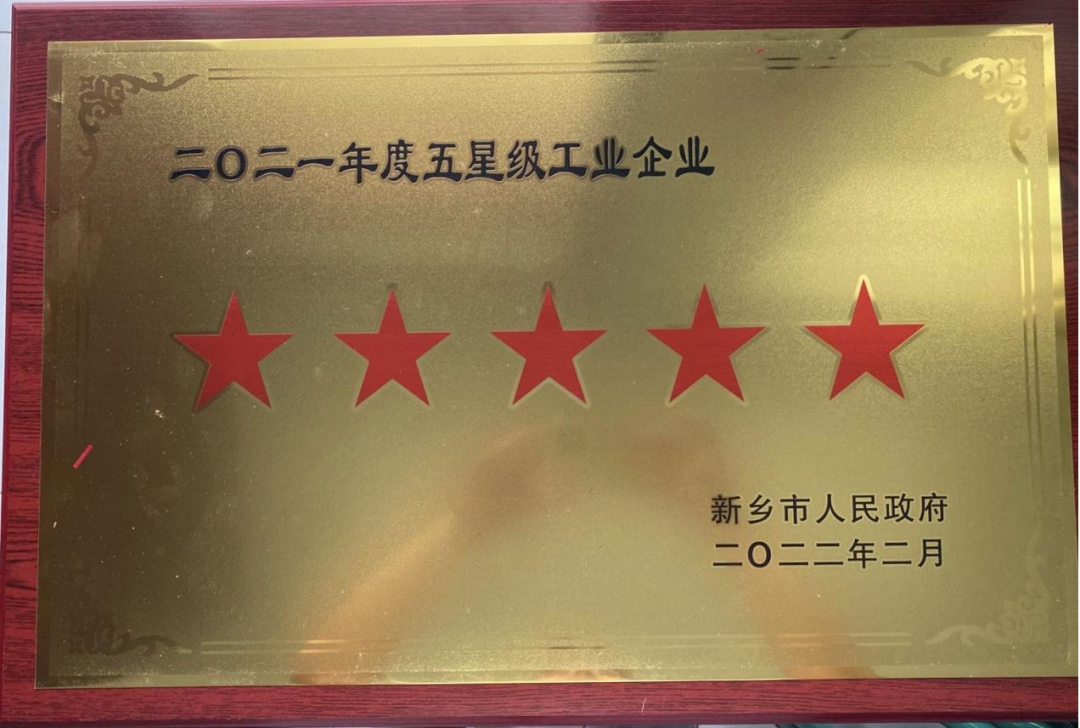 二〇二一年度五星级工业企业
新乡市人民政府
二〇二二年二月